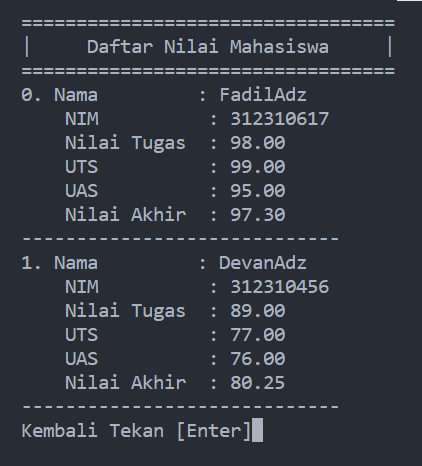 ==================================
|     Daftar Nilai Mahasiswa     |
==================================
0. Nama         : FadilAdz
    NIM          : 312310617
    Nilai Tugas  : 98.00
    UTS          : 99.00
    UAS          : 95.00
    Nilai Akhir  : 97.30
-----------------------------
1. Nama         : DevanAdz
    NIM          : 312310456
    Nilai Tugas  : 89.00
    UTS          : 77.00
    UAS          : 76.00
    Nilai Akhir  : 80.25
-----------------------------
Kembali Tekan [Enter]